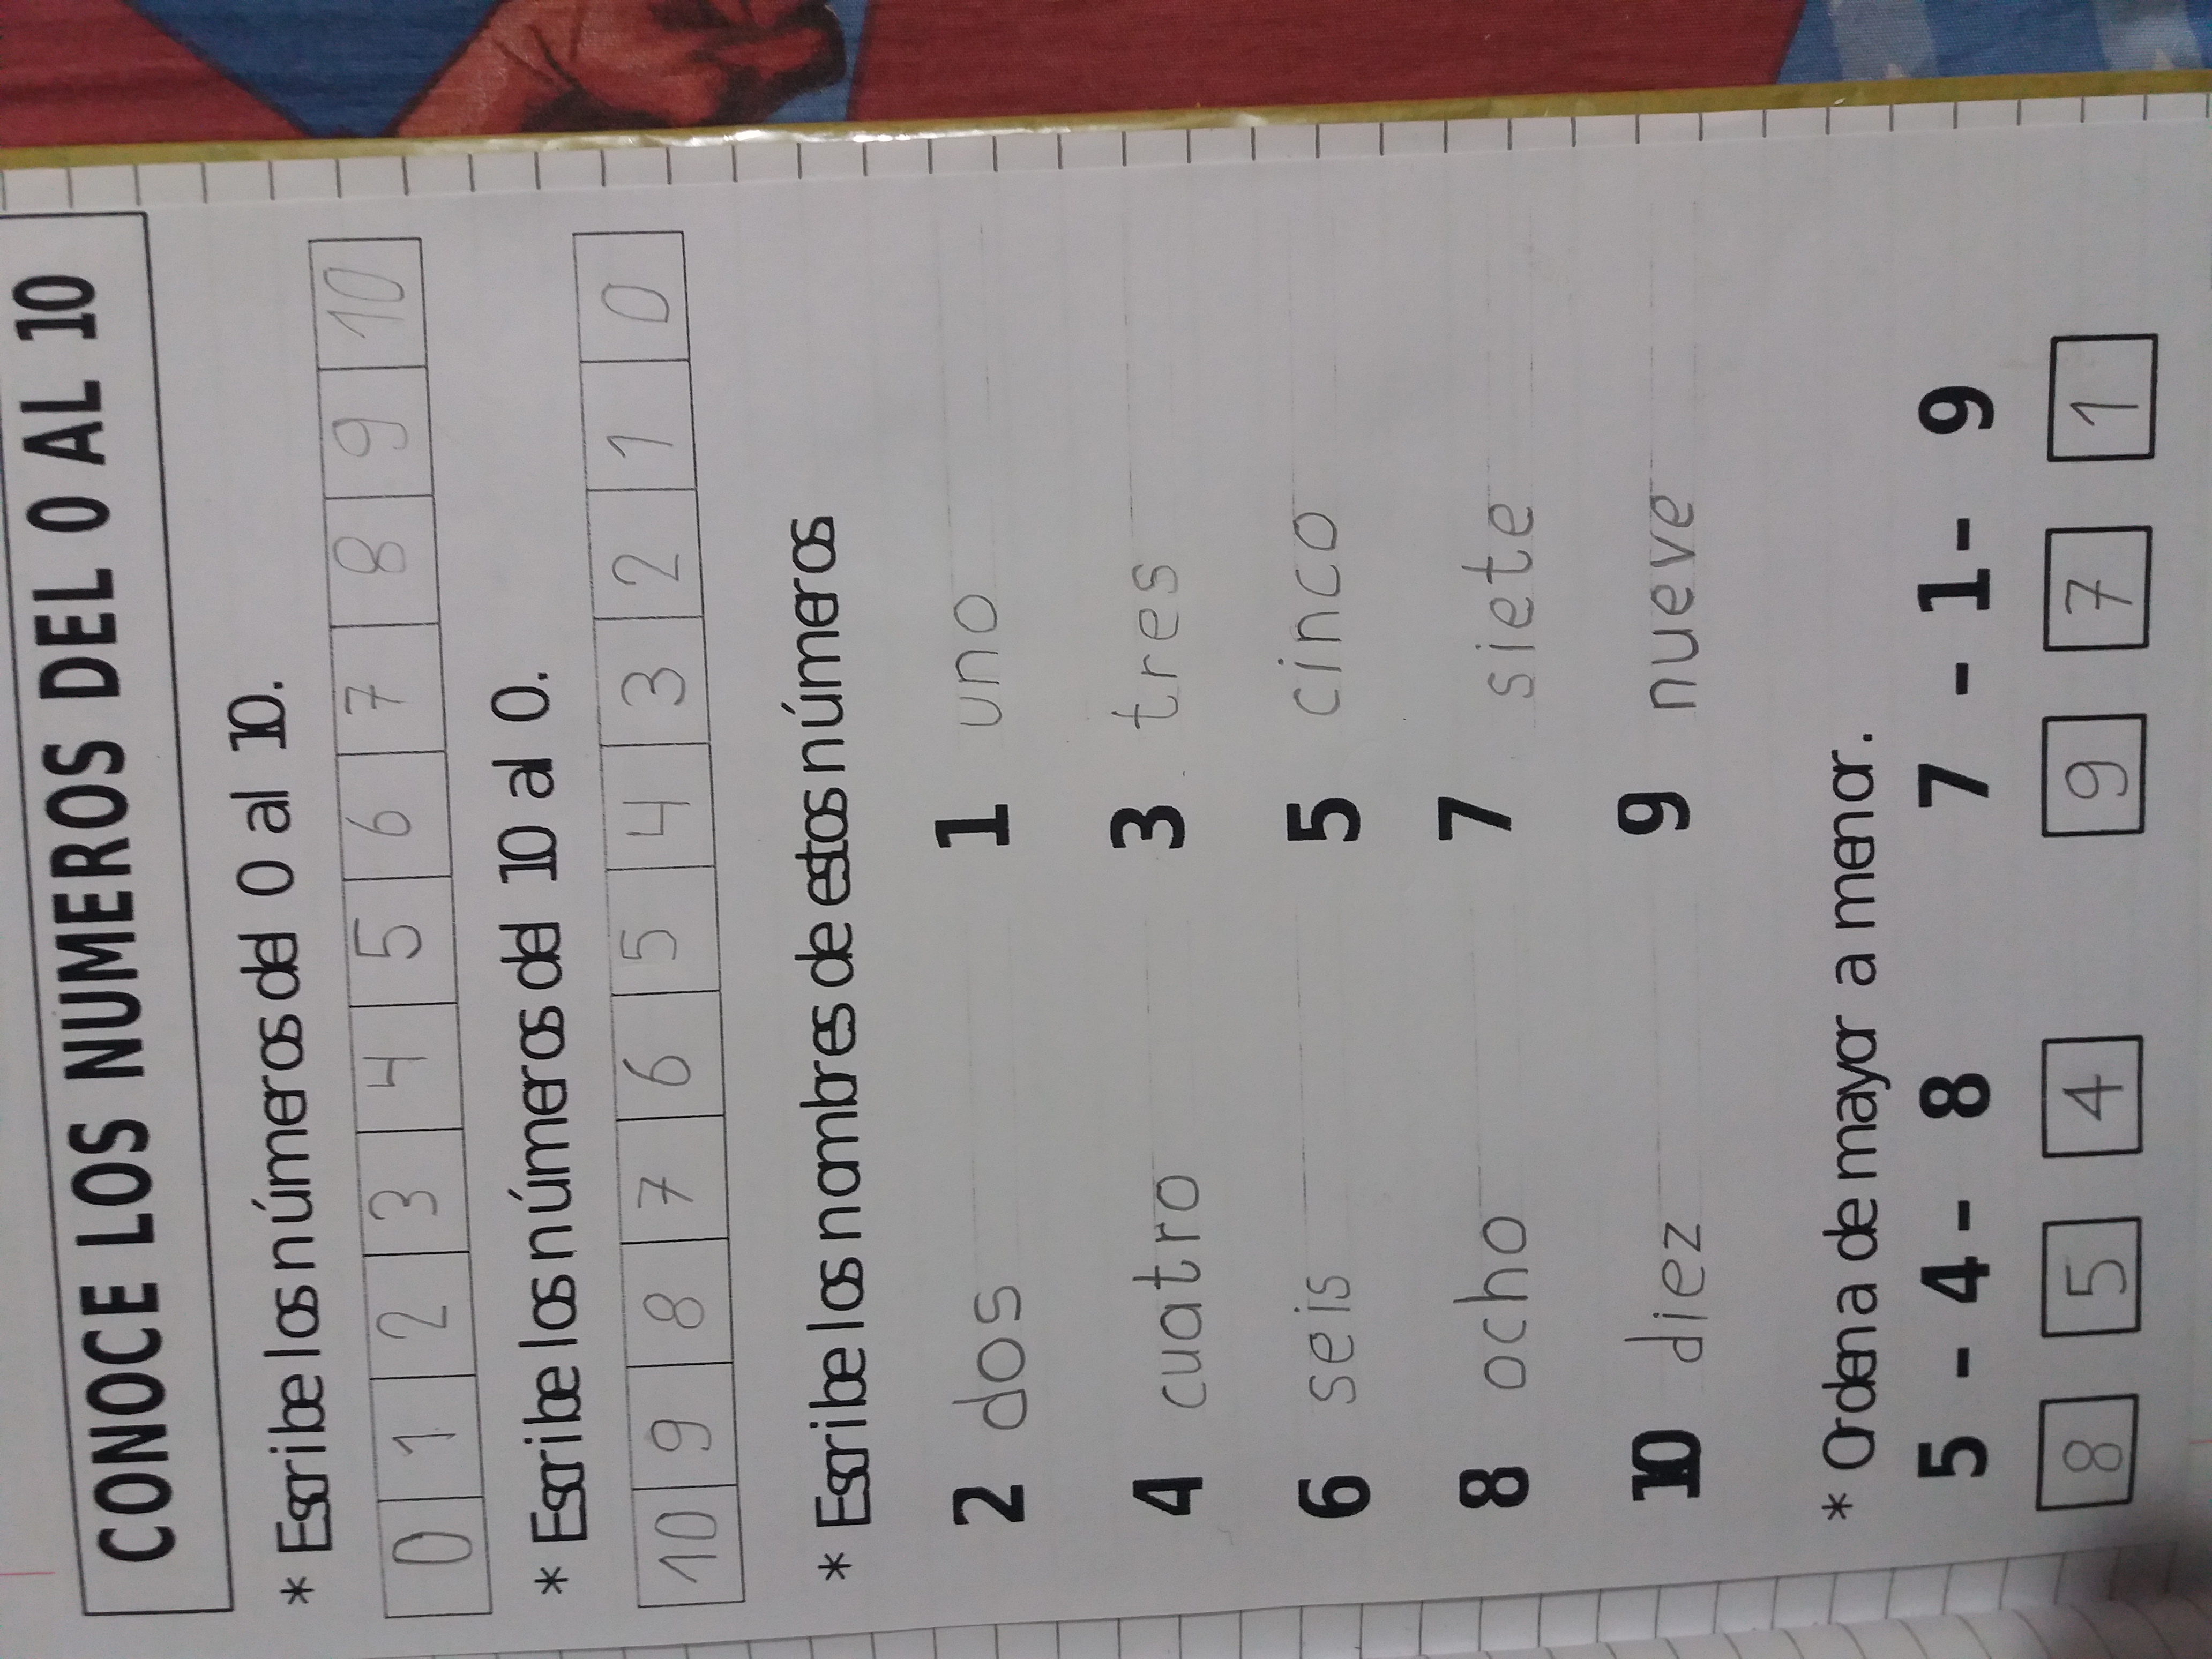 CONOCE LOS NUMEROS DEL 0 AL 10
* Escribe los números del 0 al 10.
0 1 2 3 4 5 6 7 8 9 10
* Escribe los números del 10 al 0.
10 9 8 7 6 5 4 3 2 1 0
* Escribe los nombres de estos números
2 dos 1 uno
4 cuatro 3 tres
6 seis 5 cinco
8 ocho 7 siete
10 diez 9 nueve
* Ordena de mayor a menor.
5 - 4 - 8 7 - 1 - 9
8 5 4 9 7 1